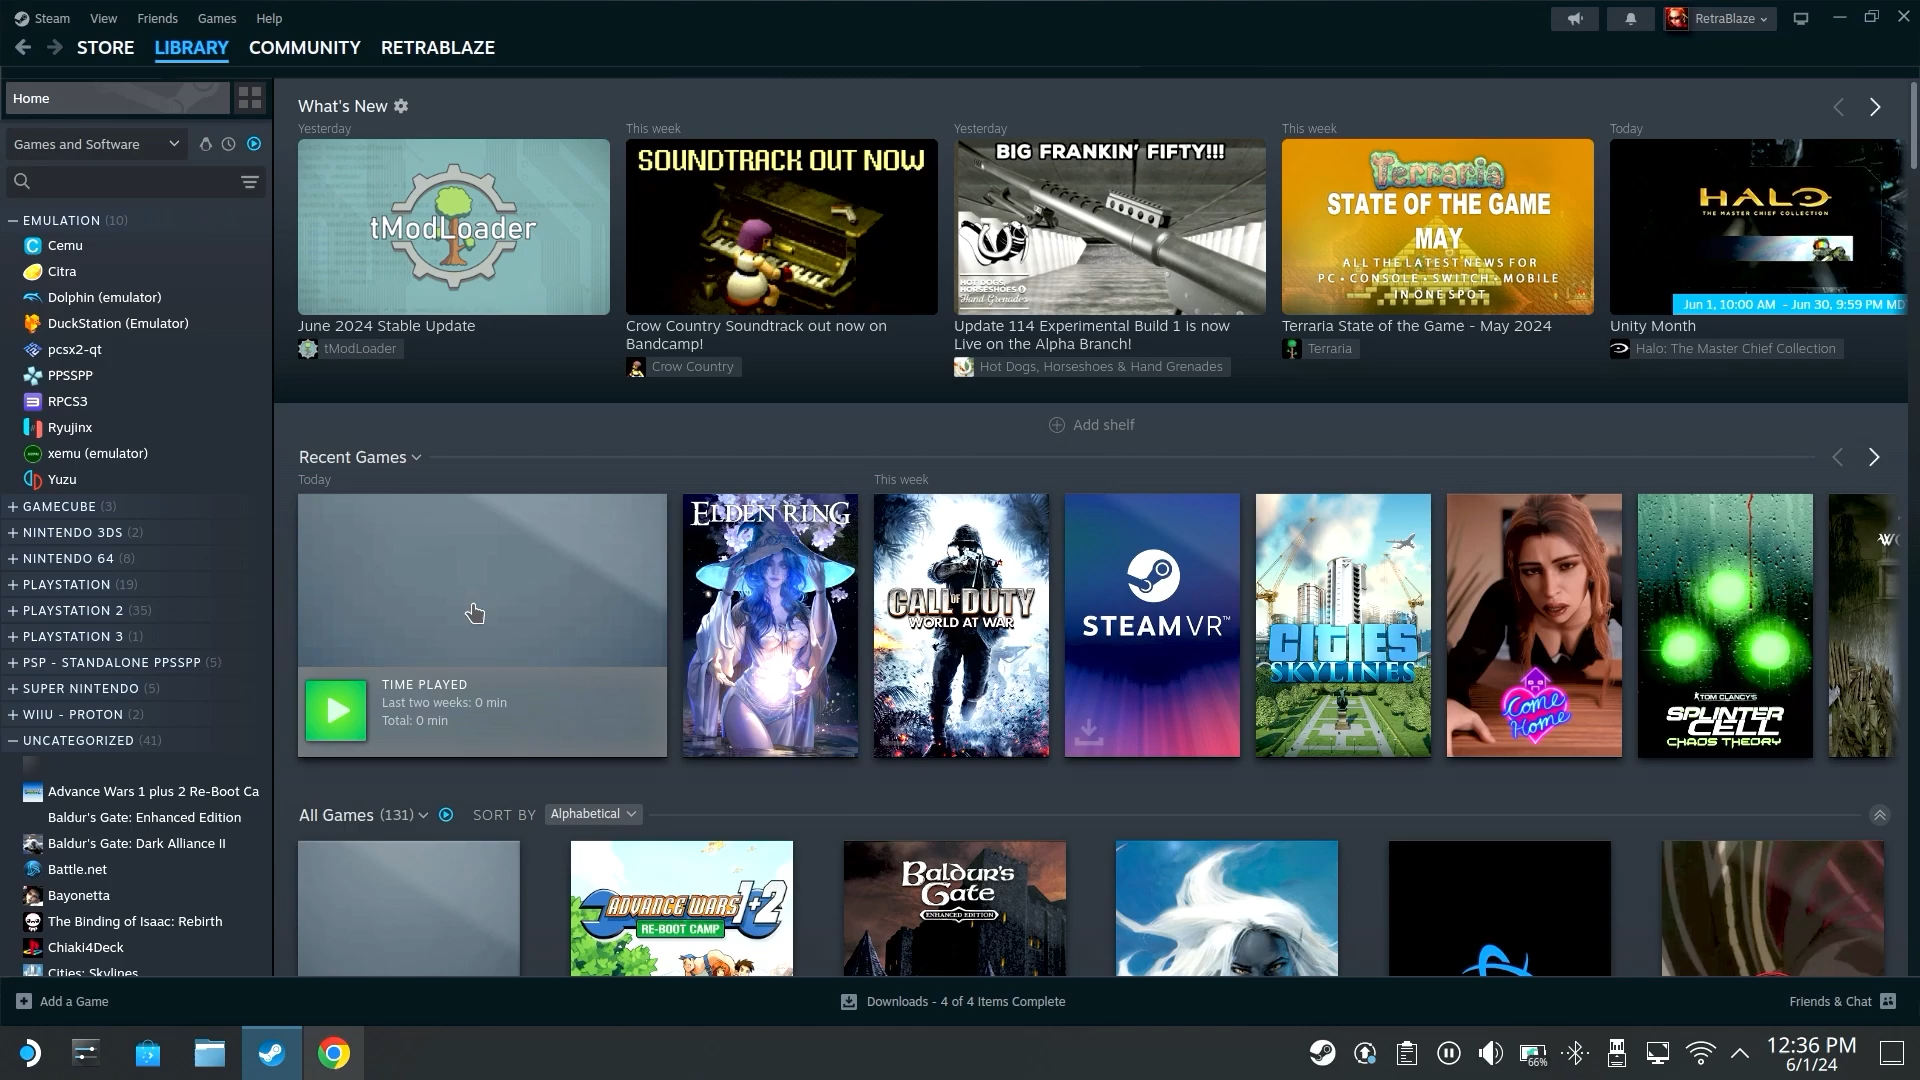 Steam View Friends Games Help RetraBlaze
STORE LIBRARY COMMUNITY RETRABLAZE
Home
Games and Software
EMULATION (10)
Cemu
Citra
Dolphin (emulator)
DuckStation (Emulator)
pcsx2-qt
PPSSPP
RPCS3
Ryujinx
xemu (emulator)
Yuzu
GAMECUBE (3)
NINTENDO 3DS (2)
NINTENDO 64 (8)
PLAYSTATION (19)
PLAYSTATION 2 (35)
PLAYSTATION 3 (1)
PSP - STANDALONE PPSSPP (5)
SUPER NINTENDO (5)
WIIU - PROTON (2)
UNCATEGORIZED (41)
Advance Wars 1 plus 2 Re-Boot Ca
Baldur's Gate: Enhanced Edition
Baldur's Gate: Dark Alliance II
Battle.net
Bayonetta
The Binding of Isaac: Rebirth
Chiaki4Deck
Cities: Skylines
What's New
Yesterday
tModLoader
June 2024 Stable Update
tModLoader
This week
SOUNDTRACK OUT NOW
Crow Country Soundtrack out now on
Bandcamp!
Crow Country
Yesterday
BIG FRANKIN' FIFTY!!!
HOT DOGS,
HORSESHOES &
Hand Grenades
Update 114 Experimental Build 1 is now
Live on the Alpha Branch!
Hot Dogs, Horseshoes & Hand Grenades
This week
Terraria
STATE OF THE GAME
MAY
ALL THE LATEST NEWS FOR
PC • CONSOLE • SWITCH • MOBILE
IN ONE SPOT
Terraria State of the Game - May 2024
Terraria
Today
HALO
THE MASTER CHIEF COLLECTION
Jun 1, 10:00 AM - Jun 30, 9:59 PM MD
Unity Month
Halo: The Master Chief Collection
Add shelf
Recent Games
Today
TIME PLAYED
Last two weeks: 0 min
Total: 0 min
ELDEN RING
This week
CALL OF DUTY
WORLD AT WAR
STEAMVR™
CITIES
SKYLINES
Come
Home
TOM CLANCY'S
SPLINTER
CELL
CHAOS THEORY
All Games (131) SORT BY Alphabetical
ADVANCE WARS 1+2
RE-BOOT CAMP
Baldur's
Gate
ENHANCED EDITION
Add a Game
Downloads - 4 of 4 Items Complete
Friends & Chat
66%
12:36 PM
6/1/24